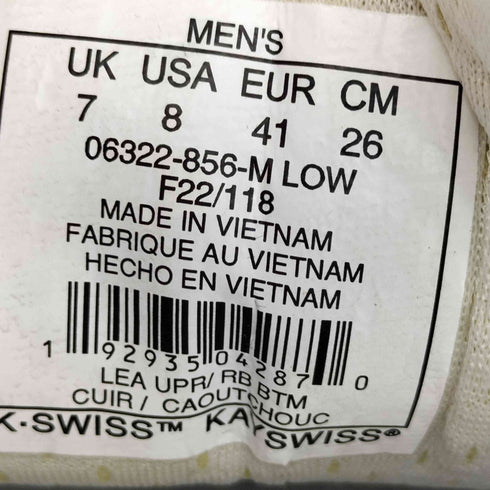 MEN'S
UK USA EUR CM
7 8 41 26
06322-856-M LOW
F22/118
MADE IN VIETNAM
FABRIQUE AU VIETNAM
HECHO EN VIETNAM
1 92935 04287 0
LEA UPR/ RB BTM
CUIR / CAOUTCHOUC
K·SWISS™ KAYSWISS®